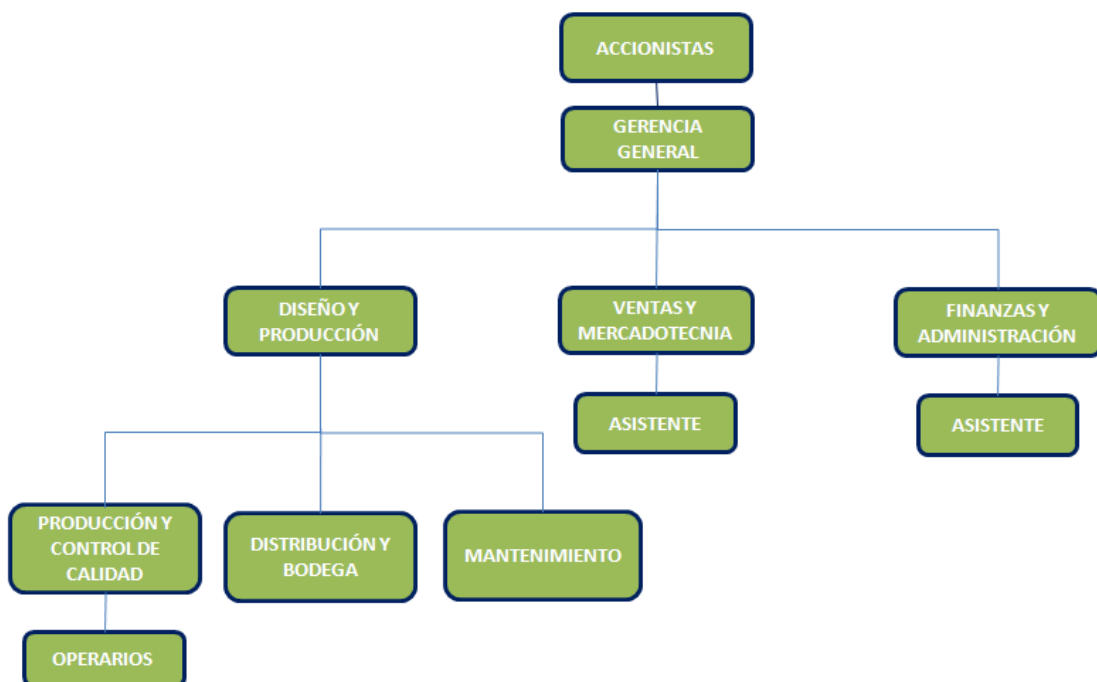 ACCIONISTAS
GERENCIA
GENERAL
DISEÑO Y
PRODUCCIÓN
VENTAS Y
MERCADOTECNIA
FINANZAS Y
ADMINISTRACIÓN
ASISTENTE
ASISTENTE
PRODUCCIÓN Y
CONTROL DE
CALIDAD
DISTRIBUCIÓN Y
BODEGA
MANTENIMIENTO
OPERARIOS